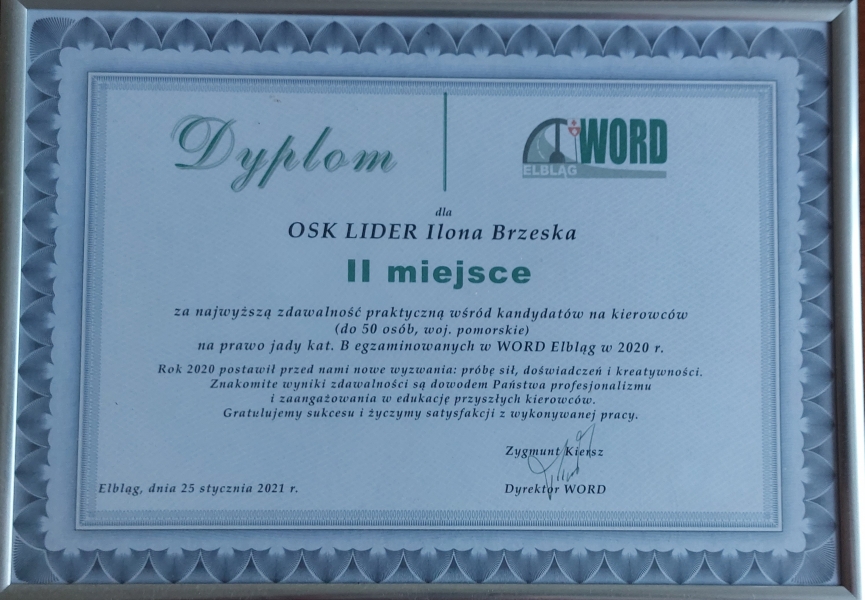 Dyplom
WORD
ELBLĄG
dla
OSK LIDER Ilona Brzeska
II miejsce
za najwyższą zdawalność praktyczną wśród kandydatów na kierowców
(do 50 osób, woj. pomorskie)
na prawo jady kat. B egzaminowanych w WORD Elbląg w 2020 r.
Rok 2020 postawił przed nami nowe wyzwania: próbę sił, doświadczeń i kreatywności.
Znakomite wyniki zdawalności są dowodem Państwa profesjonalizmu
i zaangażowania w edukację przyszłych kierowców.
Gratulujemy sukcesu i życzymy satysfakcji z wykonywanej pracy.
Zygmunt Kiersz
Elbląg, dnia 25 stycznia 2021 r.
Dyrektor WORD